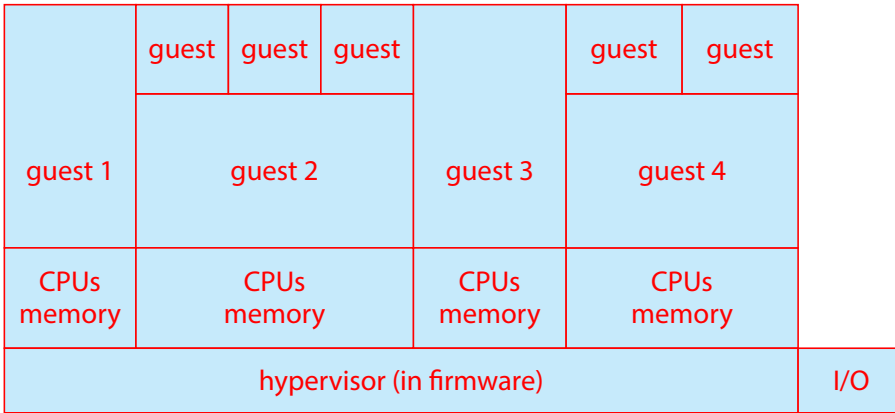 guest guest guest guest guest
guest 1 guest 2 guest 3 guest 4
CPUs CPUs CPUs CPUs
memory memory memory memory
hypervisor (in firmware) I/O